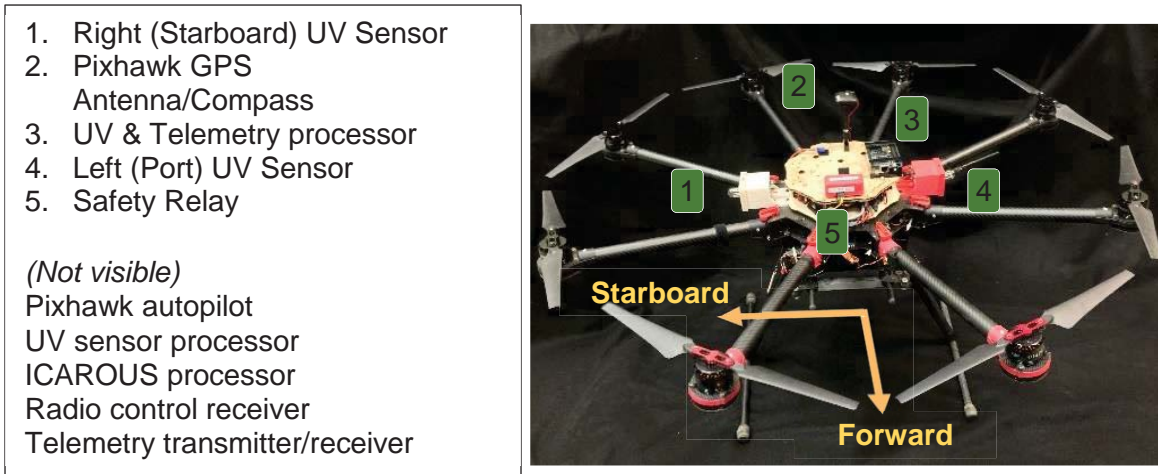 1. Right (Starboard) UV Sensor
2. Pixhawk GPS
Antenna/Compass
3. UV & Telemetry processor
4. Left (Port) UV Sensor
5. Safety Relay
(Not visible)
Pixhawk autopilot
UV sensor processor
ICAROUS processor
Radio control receiver
Telemetry transmitter/receiver
2
3
1
4
5
Starboard
Forward